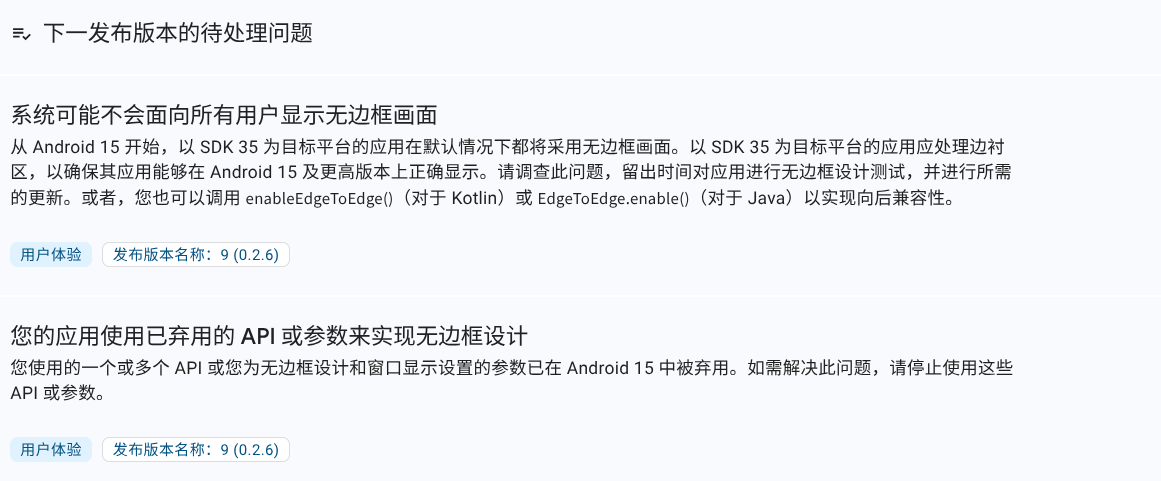 下一发布版本的待处理问题
系统可能不会面向所有用户显示无边框画面
从 Android 15 开始，以 SDK 35 为目标平台的应用在默认情况下都将采用无边框画面。以 SDK 35 为目标平台的应用应处理边衬
区，以确保其应用能够在 Android 15 及更高版本上正确显示。请调查此问题，留出时间对应用进行无边框设计测试，并进行所需
的更新。或者，您也可以调用 enableEdgeToEdge()（对于 Kotlin）或 EdgeToEdge.enable()（对于 Java）以实现向后兼容性。
用户体验 发布版本名称：9 (0.2.6)
您的应用使用已弃用的 API 或参数来实现无边框设计
您使用的一个或多个 API 或您为无边框设计和窗口显示设置的参数已在 Android 15 中被弃用。如需解决此问题，请停止使用这些
API 或参数。
用户体验 发布版本名称：9 (0.2.6)